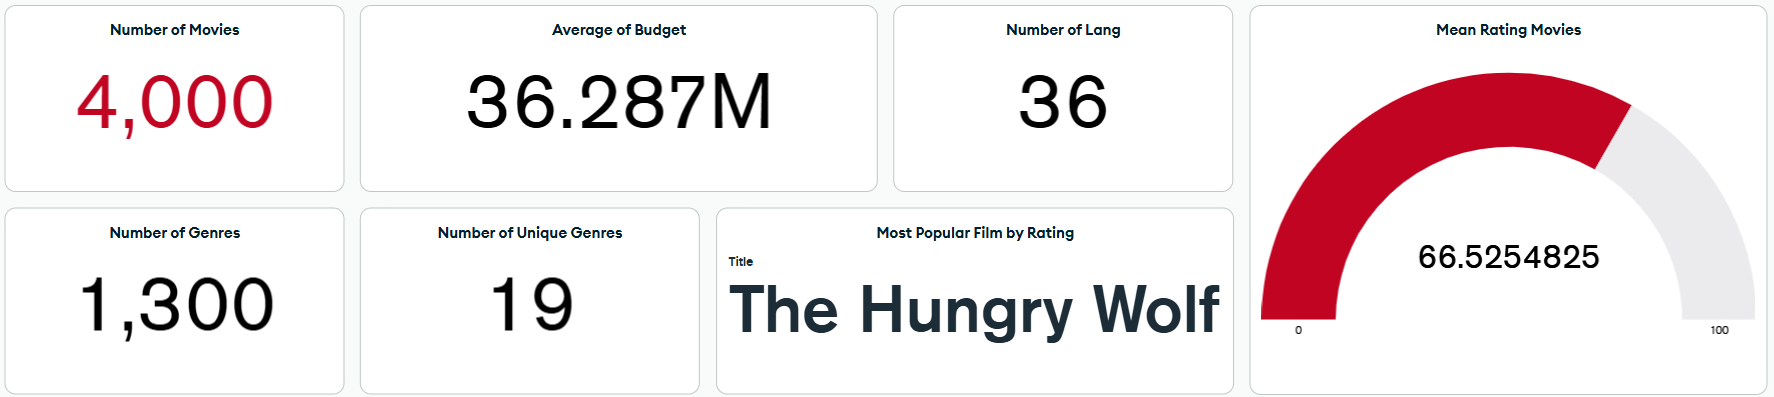 Number of Movies
4,000
Average of Budget
36.287M
Number of Lang
36
Mean Rating Movies
66.5254825
0
100
Number of Genres
1,300
Number of Unique Genres
19
Most Popular Film by Rating
Title
The Hungry Wolf